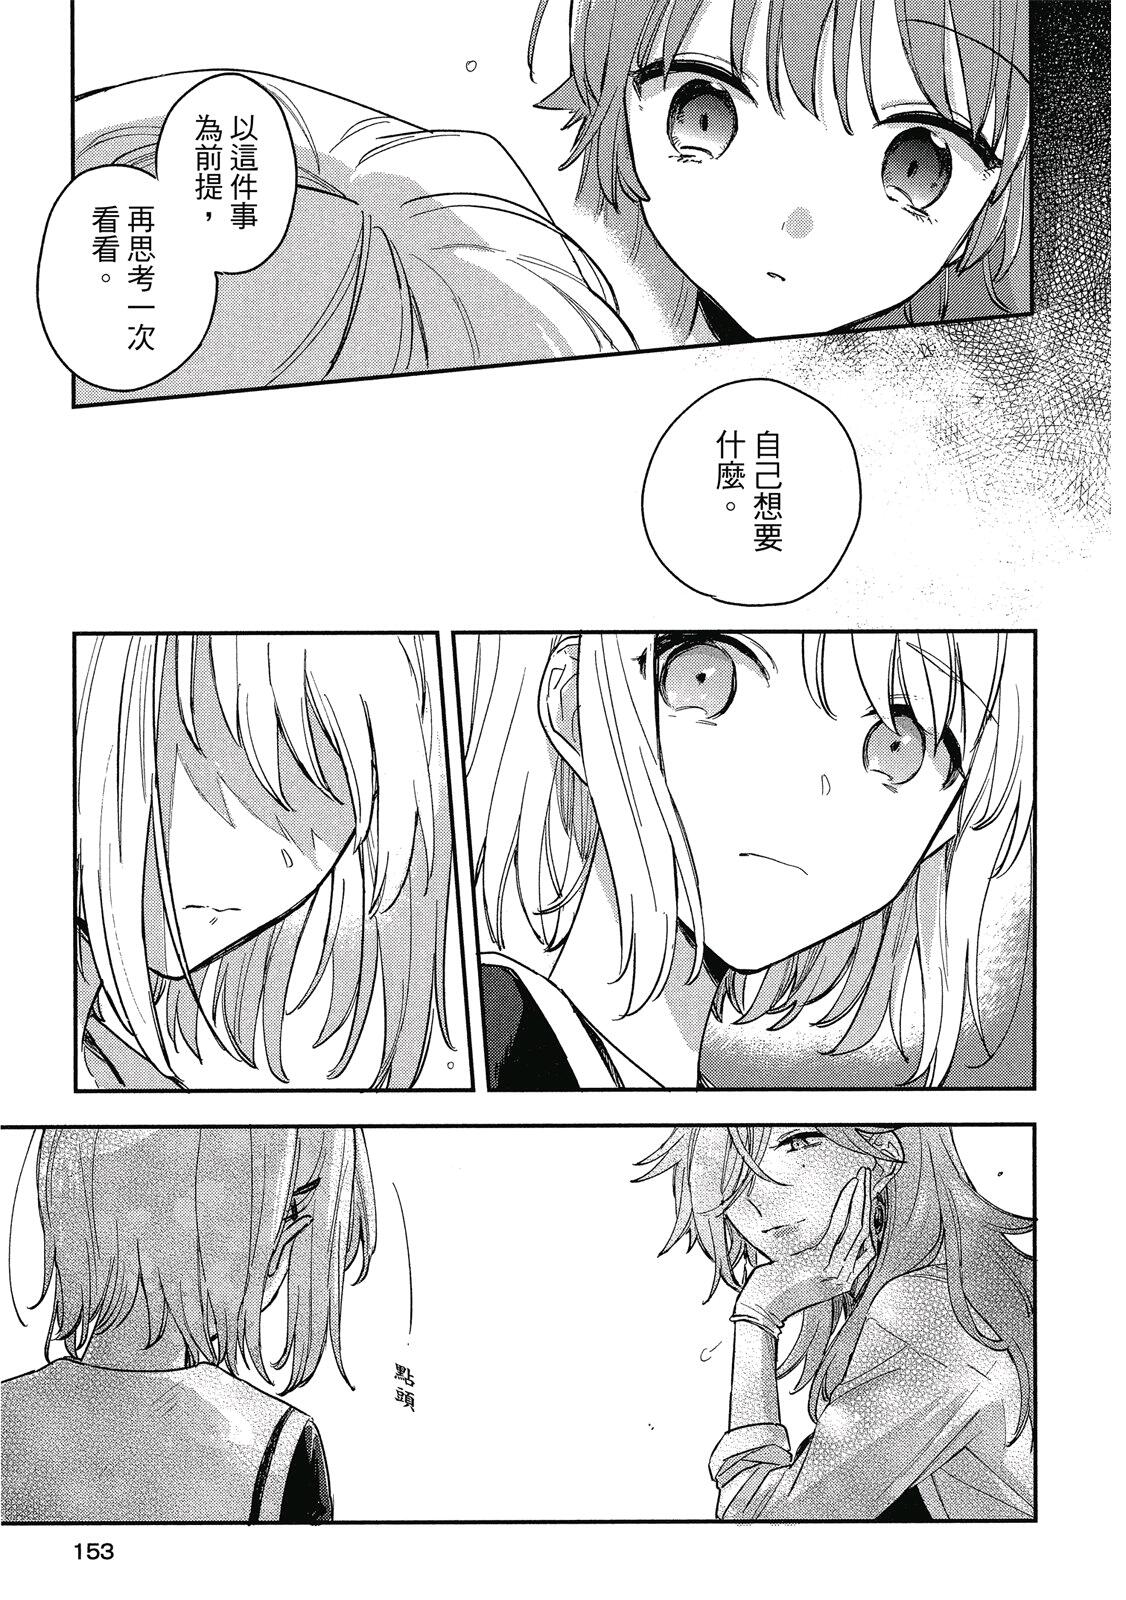 以這件事
為前提，
再思考一次
看看。
自己想要
什麼。
點頭
153